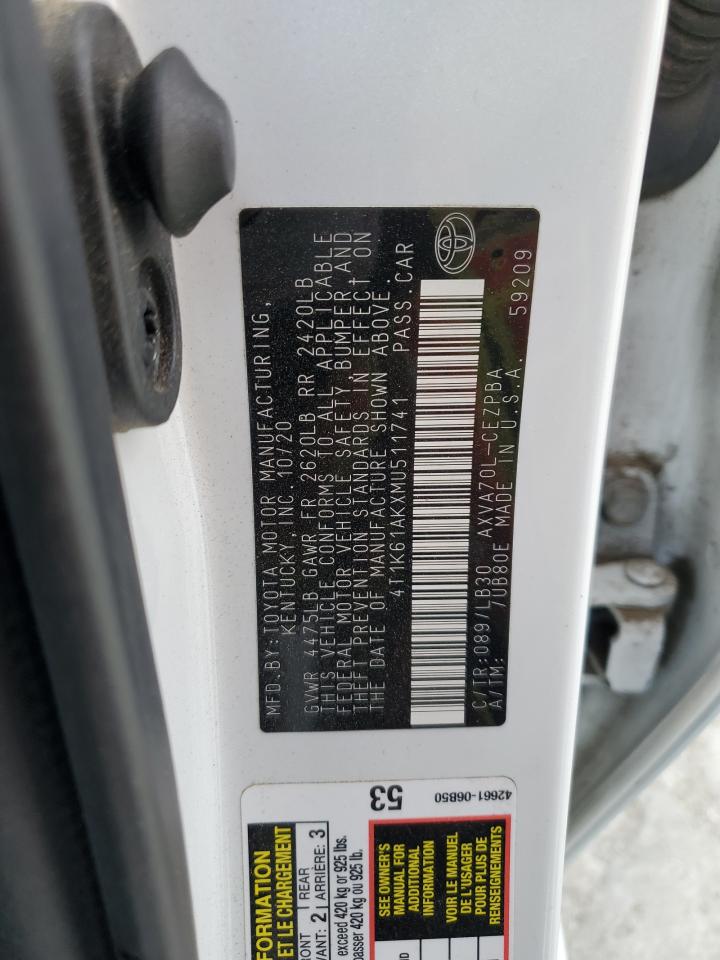 MFD.BY: TOYOTA MOTOR MANUFACTURING,
KENTUCKY, INC. 10/20
GVWR 4475LB GAWR FR 2620LB RR 2420LB
THIS VEHICLE CONFORMS TO ALL APPLICABLE
FEDERAL MOTOR VEHICLE SAFETY, BUMPER AND
THEFT PREVENTION STANDARDS IN EFFECT ON
THE DATE OF MANUFACTURE SHOWN ABOVE.
4T1K61AKXMU511741 PASS.CAR
C/TR:089/LB30 AXVA70L-CEZPBA
A/TM: 7UB80E MADE IN U.S.A. 59209
FORMATION
ET LE CHARGEMENT
REAR
VANT: 2 ARRIÈRE: 3
exceed 420 kg or 925 lbs.
passer 420 kg ou 925 lb.
53
42661-06B50
SEE OWNER'S
MANUAL FOR
ADDITIONAL
INFORMATION
VOIR LE MANUEL
DE L'USAGER
POUR PLUS DE
RENSEIGNEMENTS